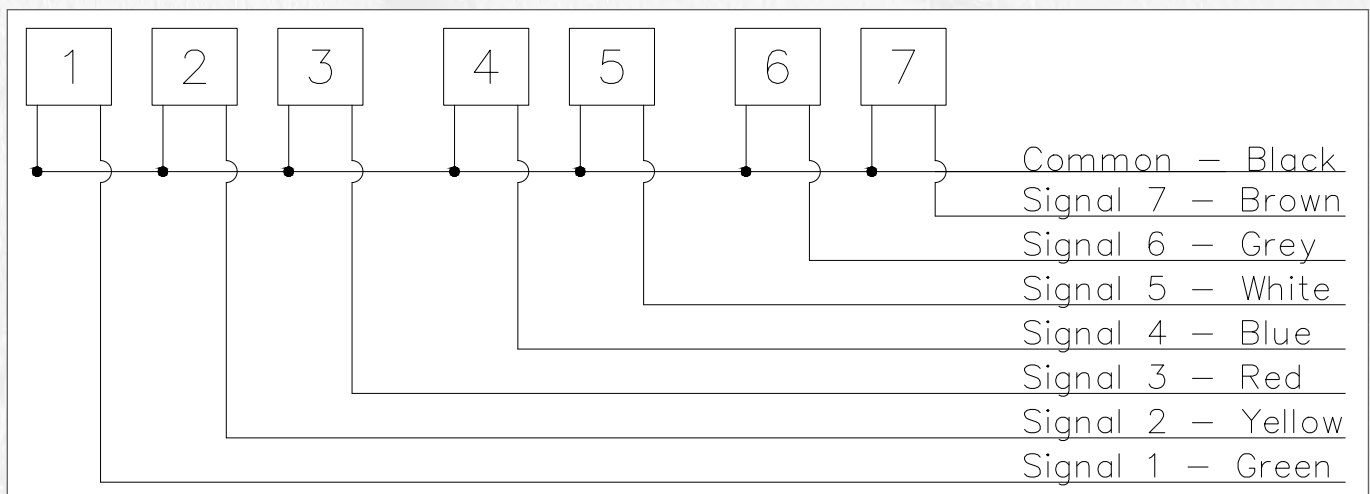 1 2 3 4 5 6 7
Common - Black
Signal 7 - Brown
Signal 6 - Grey
Signal 5 - White
Signal 4 - Blue
Signal 3 - Red
Signal 2 - Yellow
Signal 1 - Green